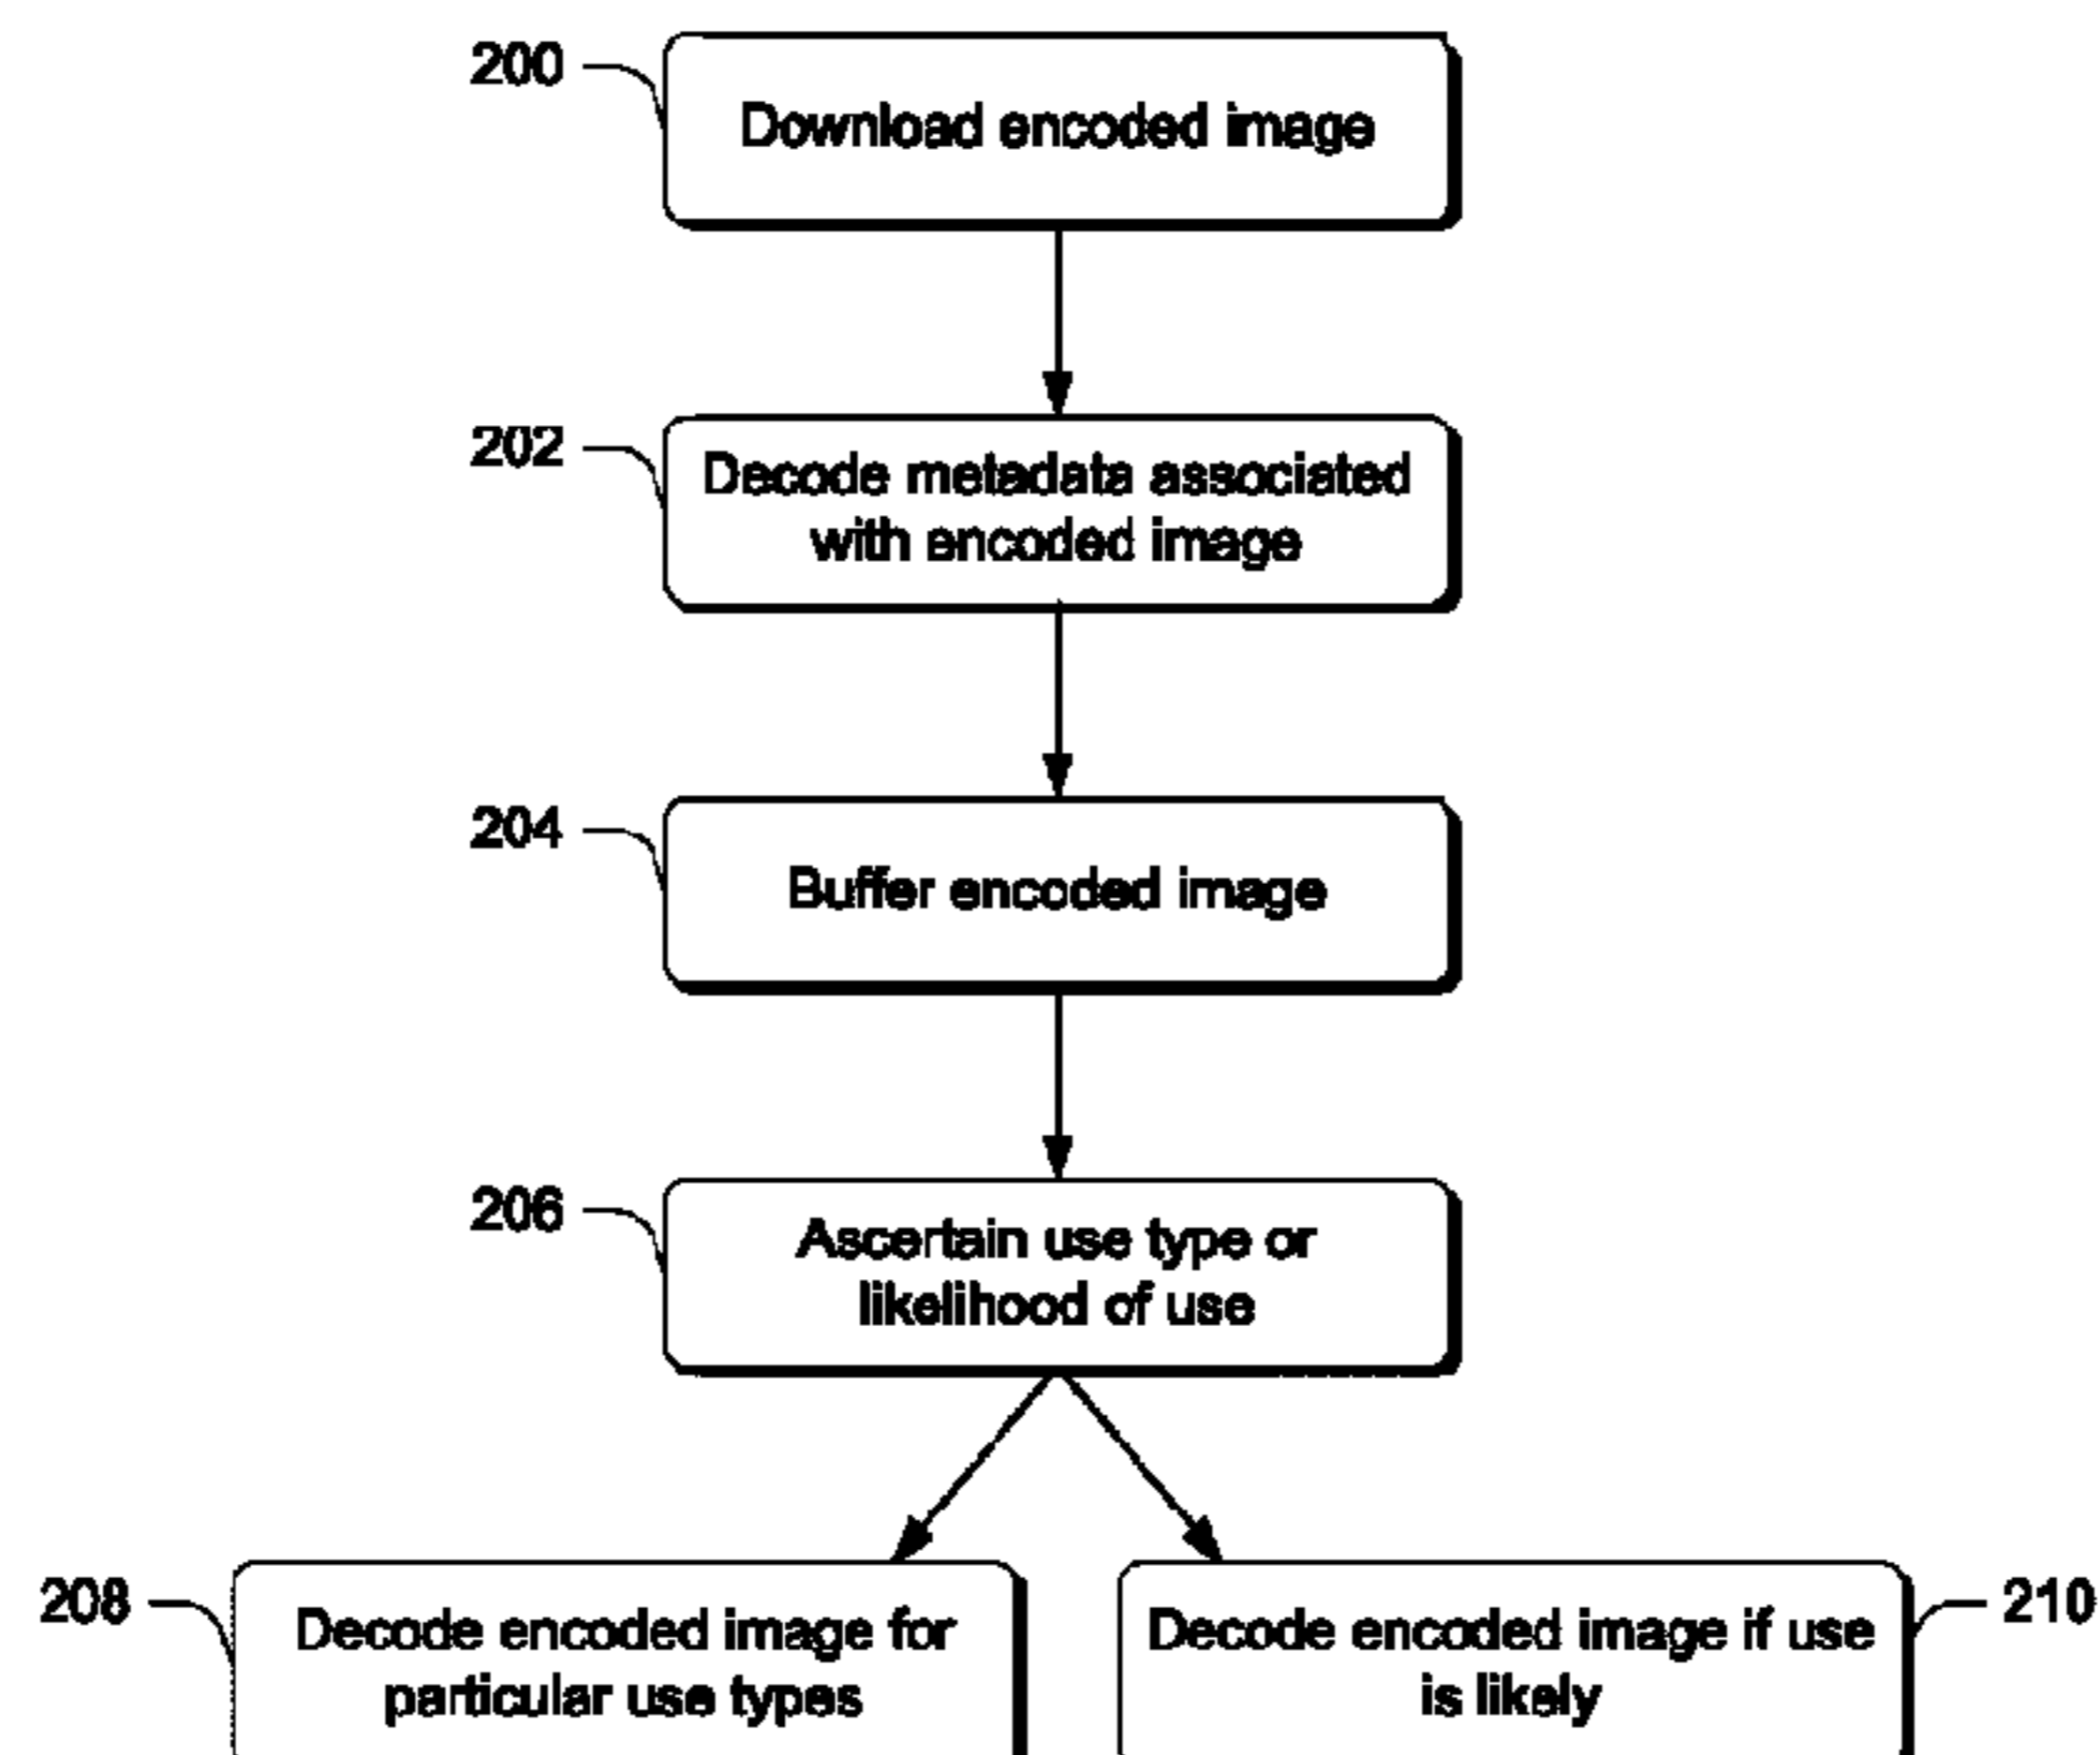 200
Download encoded image
202
Decode metadata associated
with encoded image
204
Buffer encoded image
206
Ascertain use type or
likelihood of use
208
Decode encoded image for
particular use types
Decode encoded image if use
is likely
210